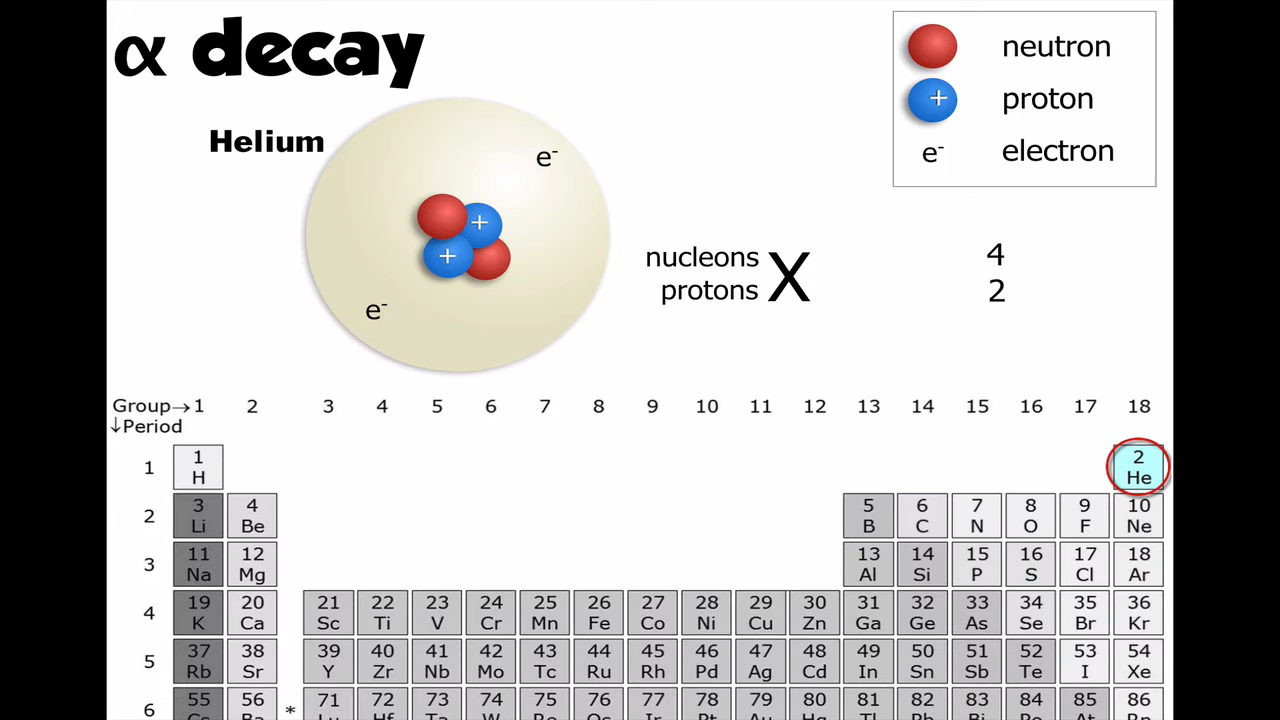 α decay
neutron
+ proton
e- electron
Helium
e-
+
+
e-
nucleons
protons
X
4
2
Group→ 1 2 3 4 5 6 7 8 9 10 11 12 13 14 15 16 17 18
↓Period
1 1 2
H He
2 3 4 5 6 7 8 9 10
Li Be B C N O F Ne
3 11 12 13 14 15 16 17 18
Na Mg Al Si P S Cl Ar
4 19 20 21 22 23 24 25 26 27 28 29 30 31 32 33 34 35 36
K Ca Sc Ti V Cr Mn Fe Co Ni Cu Zn Ga Ge As Se Br Kr
5 37 38 39 40 41 42 43 44 45 46 47 48 49 50 51 52 53 54
Rb Sr Y Zr Nb Mo Tc Ru Rh Pd Ag Cd In Sn Sb Te I Xe
6 55 56 * 71 72 73 74 75 76 77 78 79 80 81 82 83 84 85 86